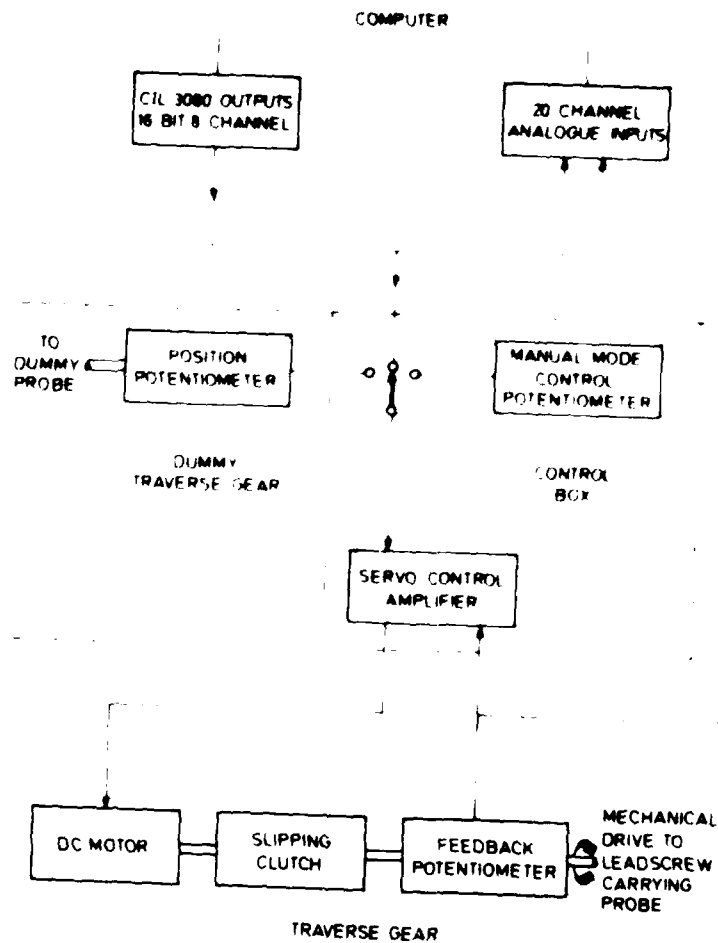 COMPUTER
CIL 3080 OUTPUTS
16 BIT 8 CHANNEL
20 CHANNEL
ANALOGUE INPUTS
TO
DUMMY
PROBE
POSITION
POTENTIOMETER
MANUAL MODE
CONTROL
POTENTIOMETER
DUMMY
TRAVERSE GEAR
CONTROL
BOX
SERVO CONTROL
AMPLIFIER
DC MOTOR
SLIPPING
CLUTCH
FEEDBACK
POTENTIOMETER
MECHANICAL
DRIVE TO
LEADSCREW
CARRYING
PROBE
TRAVERSE GEAR